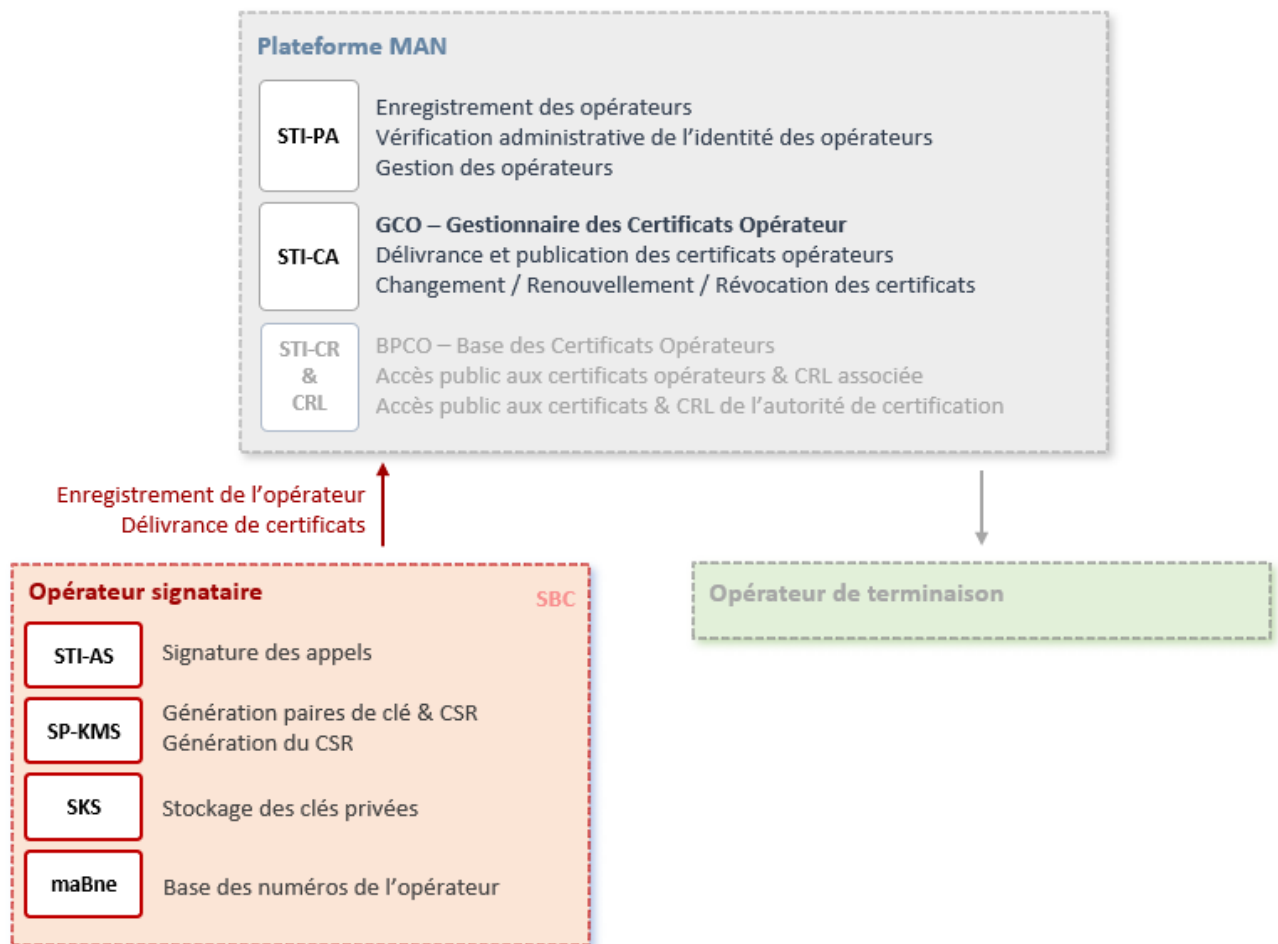 Plateforme MAN
STI-PA
Enregistrement des opérateurs
Vérification administrative de l’identité des opérateurs
Gestion des opérateurs
STI-CA
GCO – Gestionnaire des Certificats Opérateur
Délivrance et publication des certificats opérateurs
Changement / Renouvellement / Révocation des certificats
STI-CR
&
CRL
BPCO – Base des Certificats Opérateurs
Accès public aux certificats opérateurs & CRL associée
Accès public aux certificats & CRL de l’autorité de certification
Enregistrement de l’opérateur
Délivrance de certificats
Opérateur signataire
SBC
STI-AS
Signature des appels
SP-KMS
Génération paires de clé & CSR
Génération du CSR
SKS
Stockage des clés privées
maBne
Base des numéros de l’opérateur
Opérateur de terminaison